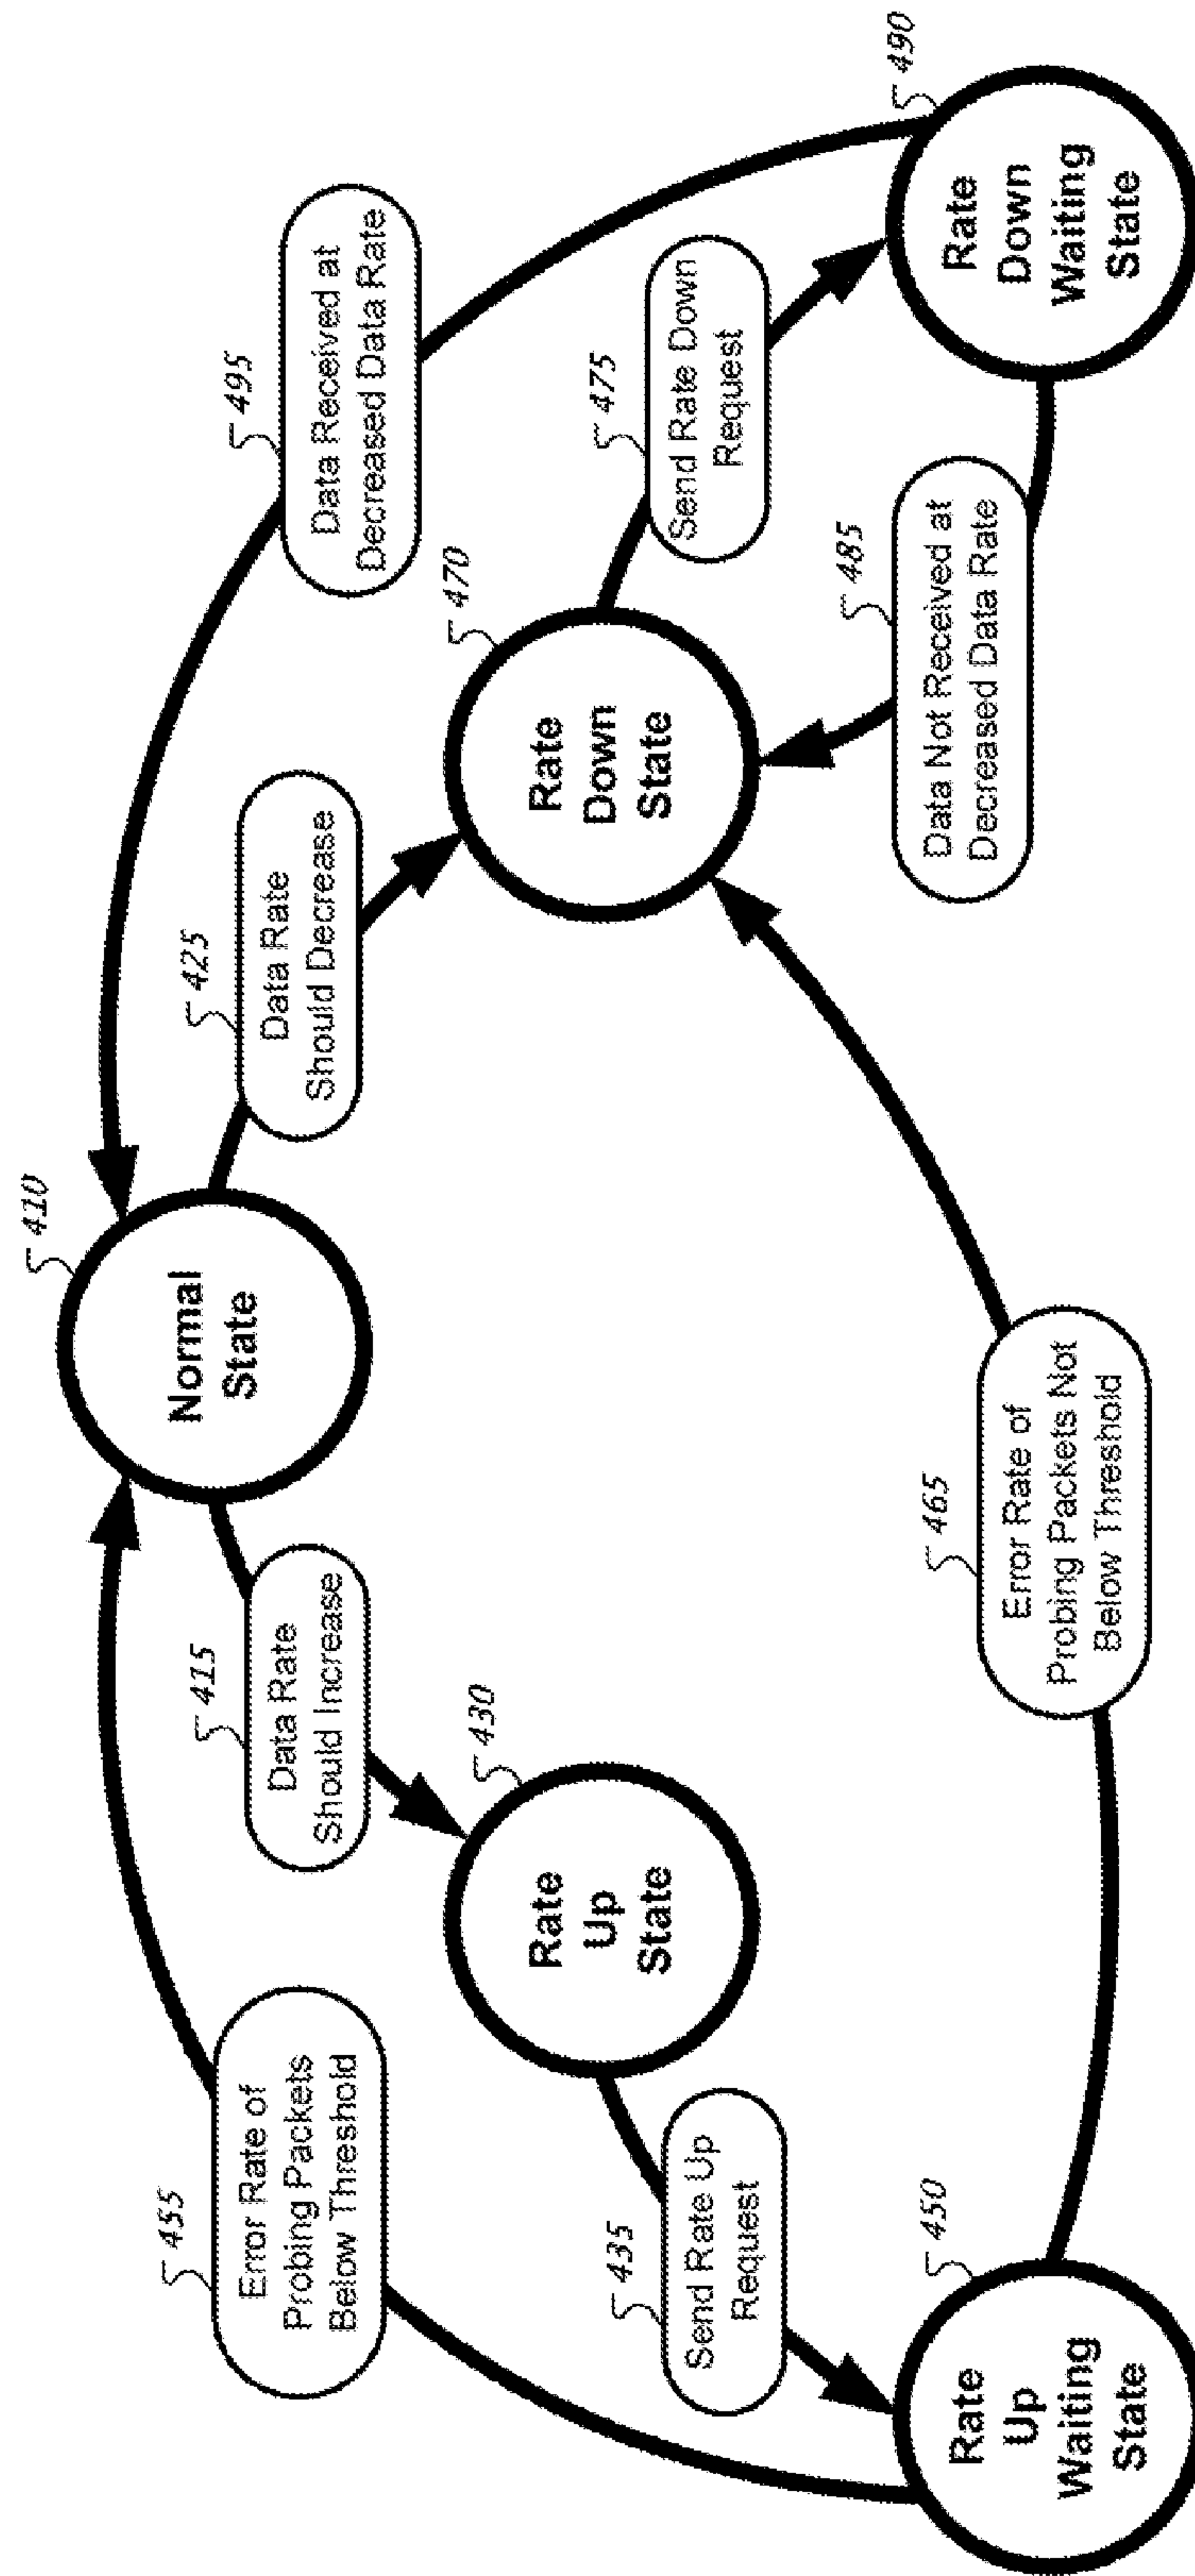 410
Normal
State
455
Error Rate of
Probing Packets
Below Threshold
415
Data Rate
Should Increase
425
Data Rate
Should Decrease
495
Data Received at
Decreased Data Rate
430
Rate
Up
State
470
Rate
Down
State
435
Send Rate Up
Request
475
Send Rate Down
Request
450
Rate
Up
Waiting
State
465
Error Rate of
Probing Packets Not
Below Threshold
485
Data Not Received at
Decreased Data Rate
490
Rate
Down
Waiting
State